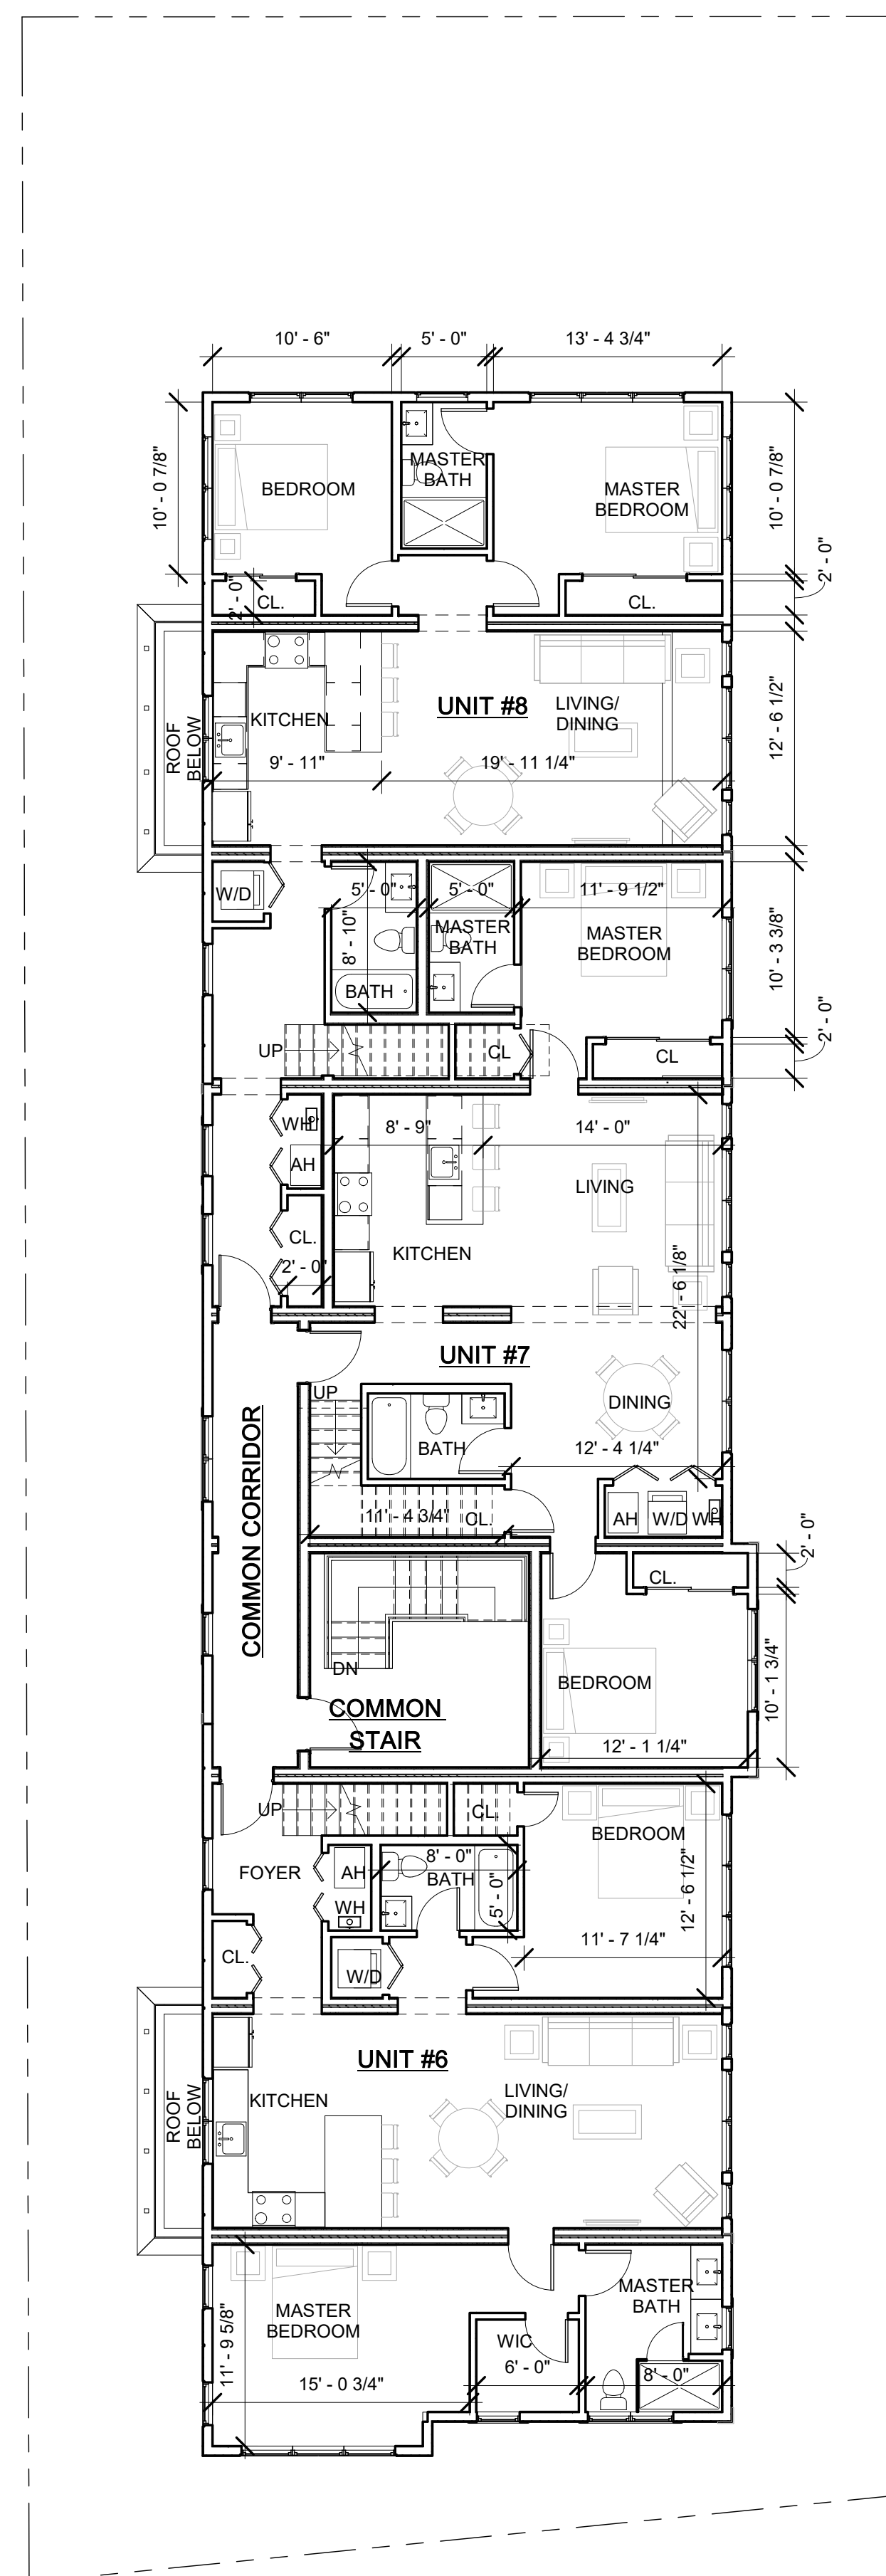 10' - 6"
5' - 0"
13' - 4 3/4"
10' - 0 7/8"
10' - 0 7/8"
BEDROOM
MASTER
BATH
MASTER
BEDROOM
2' - 0"
2' - 0"
CL.
CL.
ROOF
BELOW
KITCHEN
UNIT #8
LIVING/
DINING
12' - 6 1/2"
9' - 11"
19' - 11 1/4"
W/D
5' - 0"
5' - 0"
11' - 9 1/2"
8' - 10"
MASTER
BATH
MASTER
BEDROOM
10' - 3 3/8"
BATH
2' - 0"
UP
CL
CL
WH
8' - 9"
14' - 0"
AH
LIVING
CL.
KITCHEN
2' - 0"
22' - 6 1/8"
UNIT #7
UP
DINING
COMMON CORRIDOR
BATH
12' - 4 1/4"
11' - 4 3/4"
CL.
AH
W/D
WH
2' - 0"
CL.
DN
BEDROOM
10' - 1 3/4"
COMMON
STAIR
12' - 1 1/4"
UP
CL.
BEDROOM
FOYER
AH
8' - 0"
BATH
5' - 0"
12' - 6 1/2"
WH
11' - 7 1/4"
CL.
W/D
UNIT #6
ROOF
BELOW
KITCHEN
LIVING/
DINING
MASTER
BEDROOM
MASTER
BATH
11' - 9 5/8"
WIC
6' - 0"
8' - 0"
15' - 0 3/4"